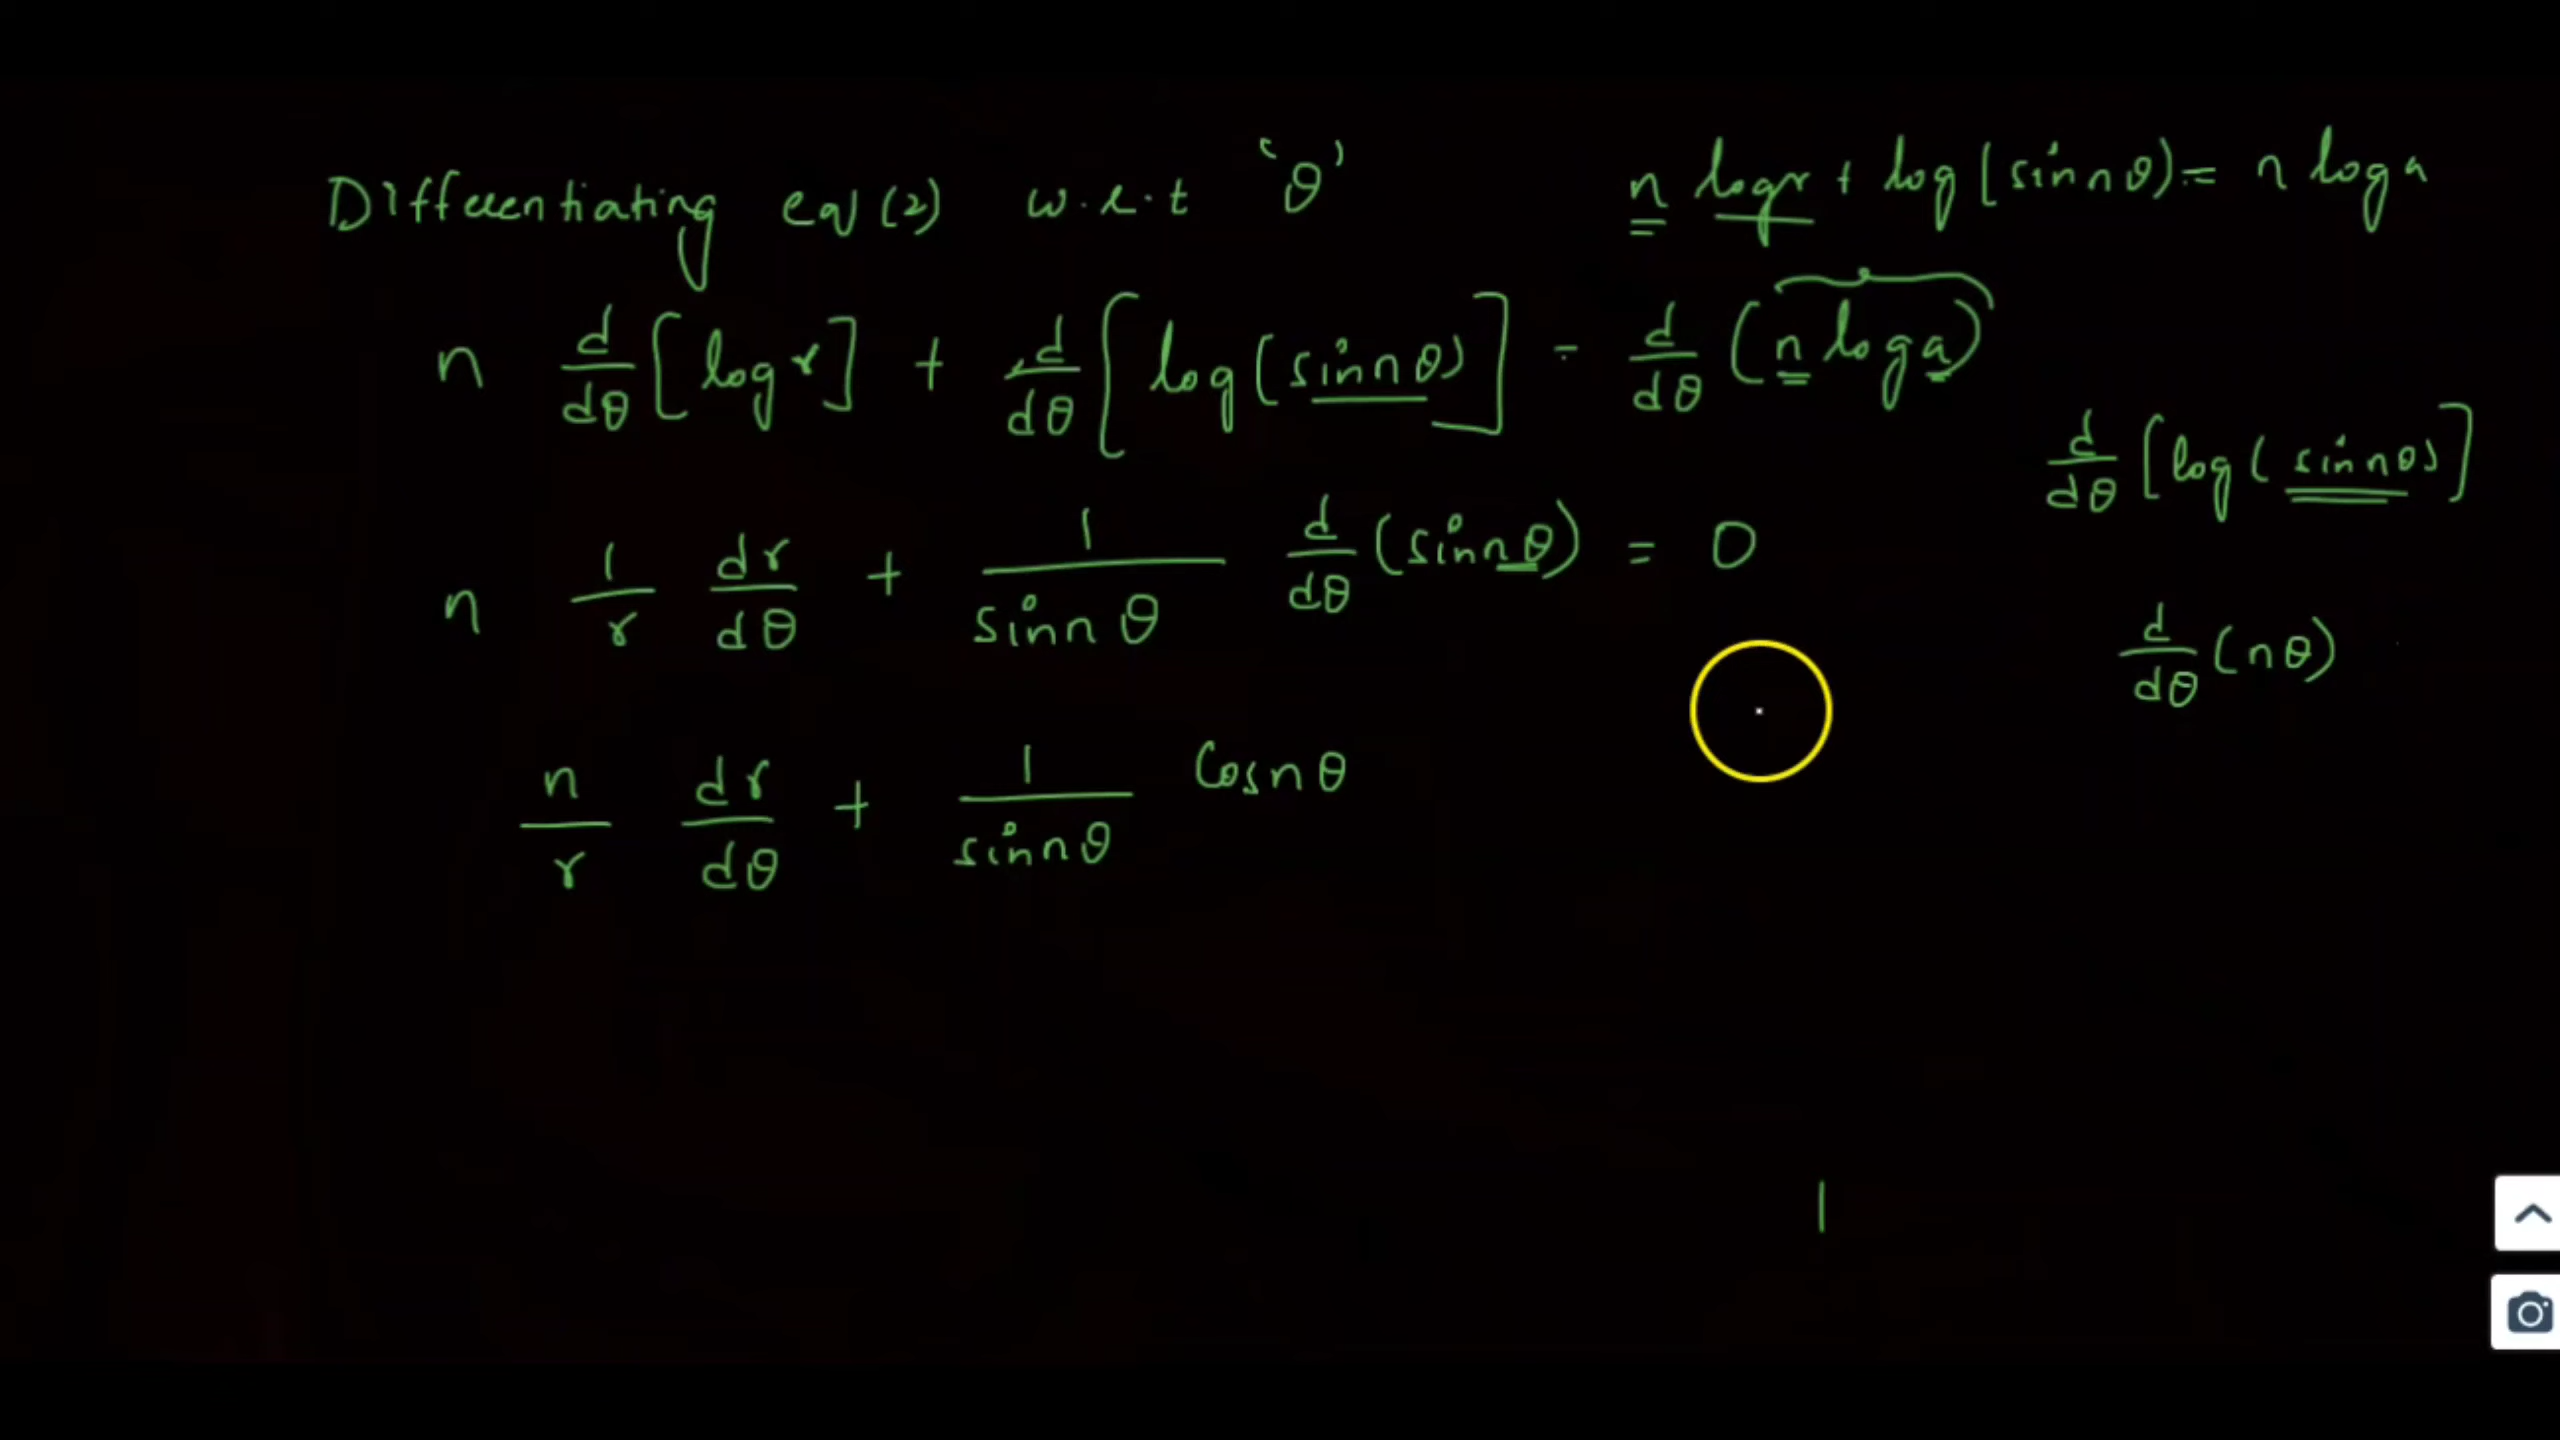 Differentiating eq (2) w.r.t 'θ'
n log r + log (sin nθ) = n log a
n d/dθ [log r] + d/dθ [log (sin nθ)] = d/dθ (n log a)
d/dθ [log (sin nθ)]
n 1/r dr/dθ + 1/sin nθ d/dθ (sin nθ) = 0
d/dθ (nθ)
n/r dr/dθ + 1/sin nθ Cos nθ
|